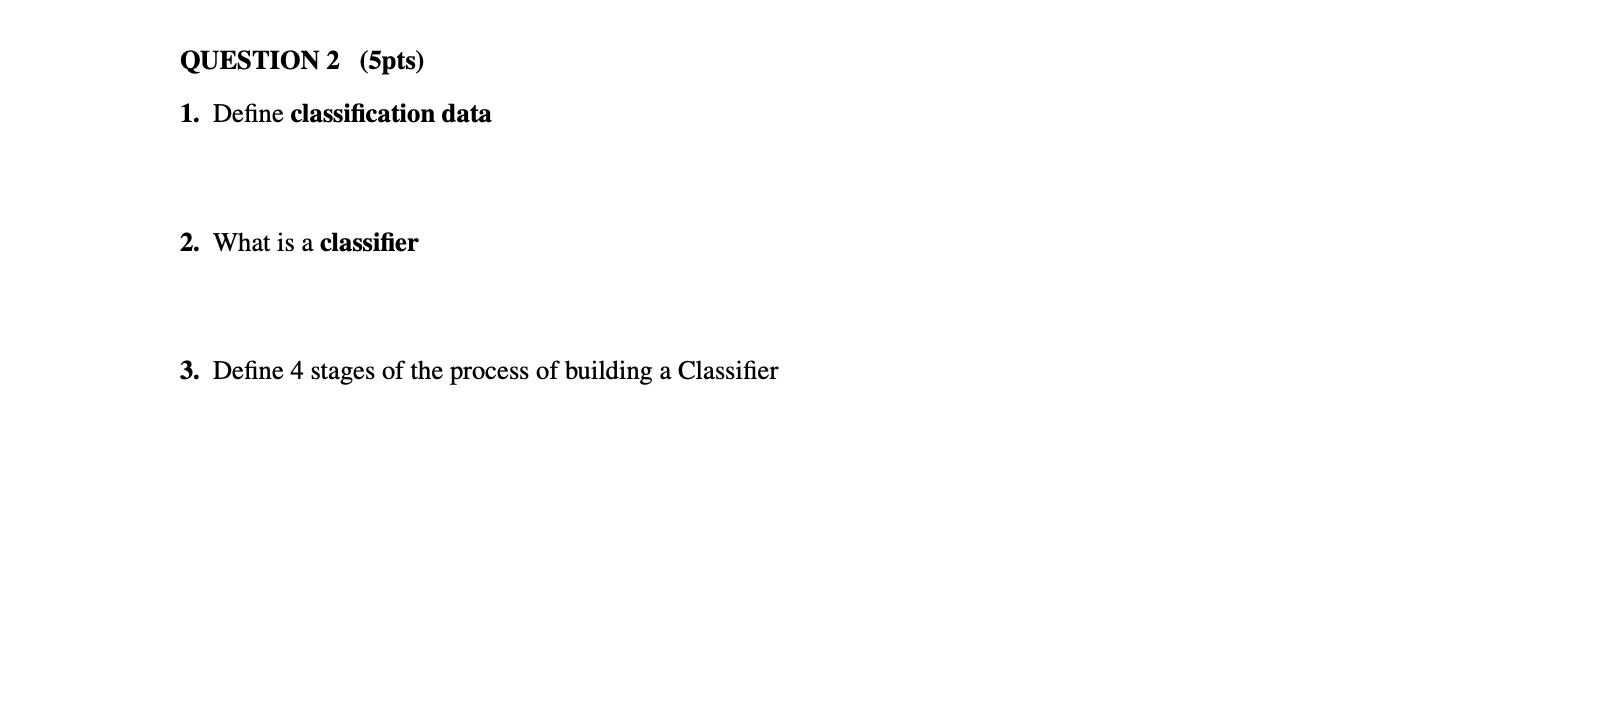 QUESTION 2 (5pts)
1. Define classification data
2. What is a classifier
3. Define 4 stages of the process of building a Classifier